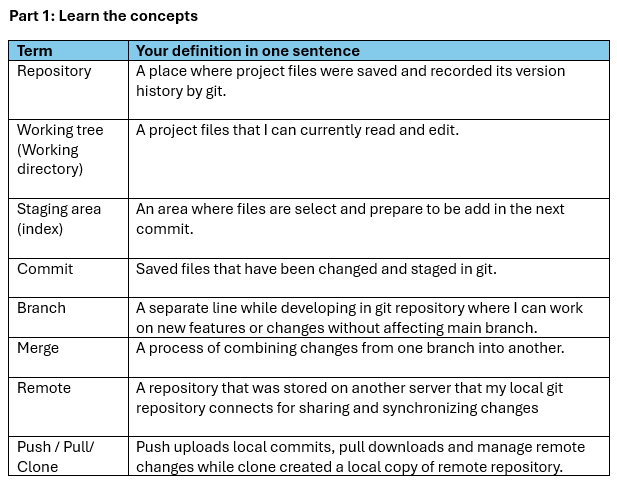 Part 1: Learn the concepts
Term
Your definition in one sentence
Repository
A place where project files were saved and recorded its version
history by git.
Working tree
(Working
directory)
A project files that I can currently read and edit.
Staging area
(index)
An area where files are select and prepare to be add in the next
commit.
Commit
Saved files that have been changed and staged in git.
Branch
A separate line while developing in git repository where I can work
on new features or changes without affecting main branch.
Merge
A process of combining changes from one branch into another.
Remote
A repository that was stored on another server that my local git
repository connects for sharing and synchronizing changes
Push / Pull/
Clone
Push uploads local commits, pull downloads and manage remote
changes while clone created a local copy of remote repository.